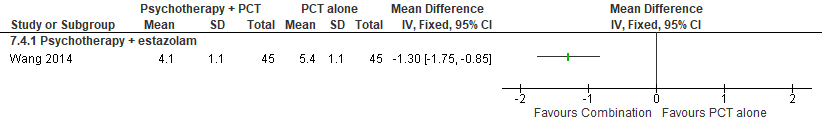 Psychotherapy + PCT PCT alone Mean Difference Mean Difference
Study or Subgroup Mean SD Total Mean SD Total IV, Fixed, 95% CI IV, Fixed, 95% CI
7.4.1 Psychotherapy + estazolam
Wang 2014 4.1 1.1 45 5.4 1.1 45 -1.30 [-1.75, -0.85]
-2 -1 0 1 2
Favours Combination Favours PCT alone